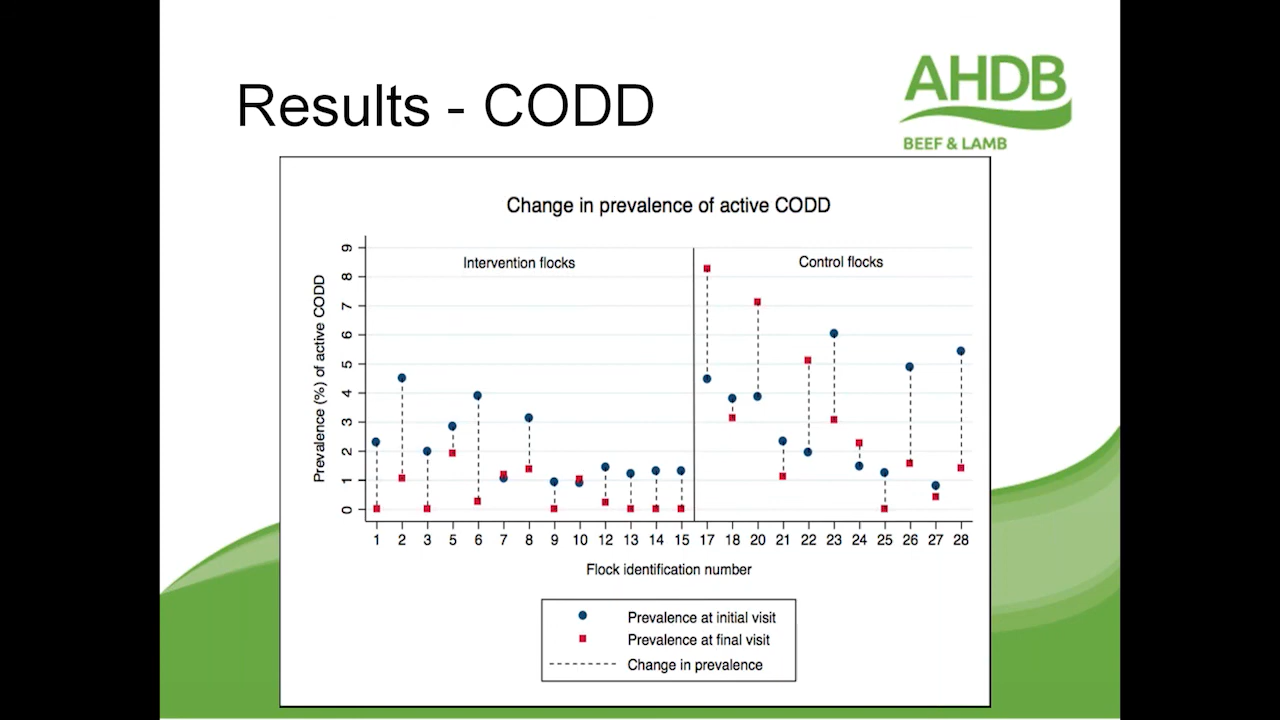 Results - CODD
AHDB
BEEF & LAMB
Change in prevalence of active CODD
Intervention flocks
Control flocks
Prevalence (%) of active CODD
9
8
7
6
5
4
3
2
1
0
1 2 3 5 6 7 8 9 10 12 13 14 15 17 18 20 21 22 23 24 25 26 27 28
Flock identification number
Prevalence at initial visit
Prevalence at final visit
Change in prevalence